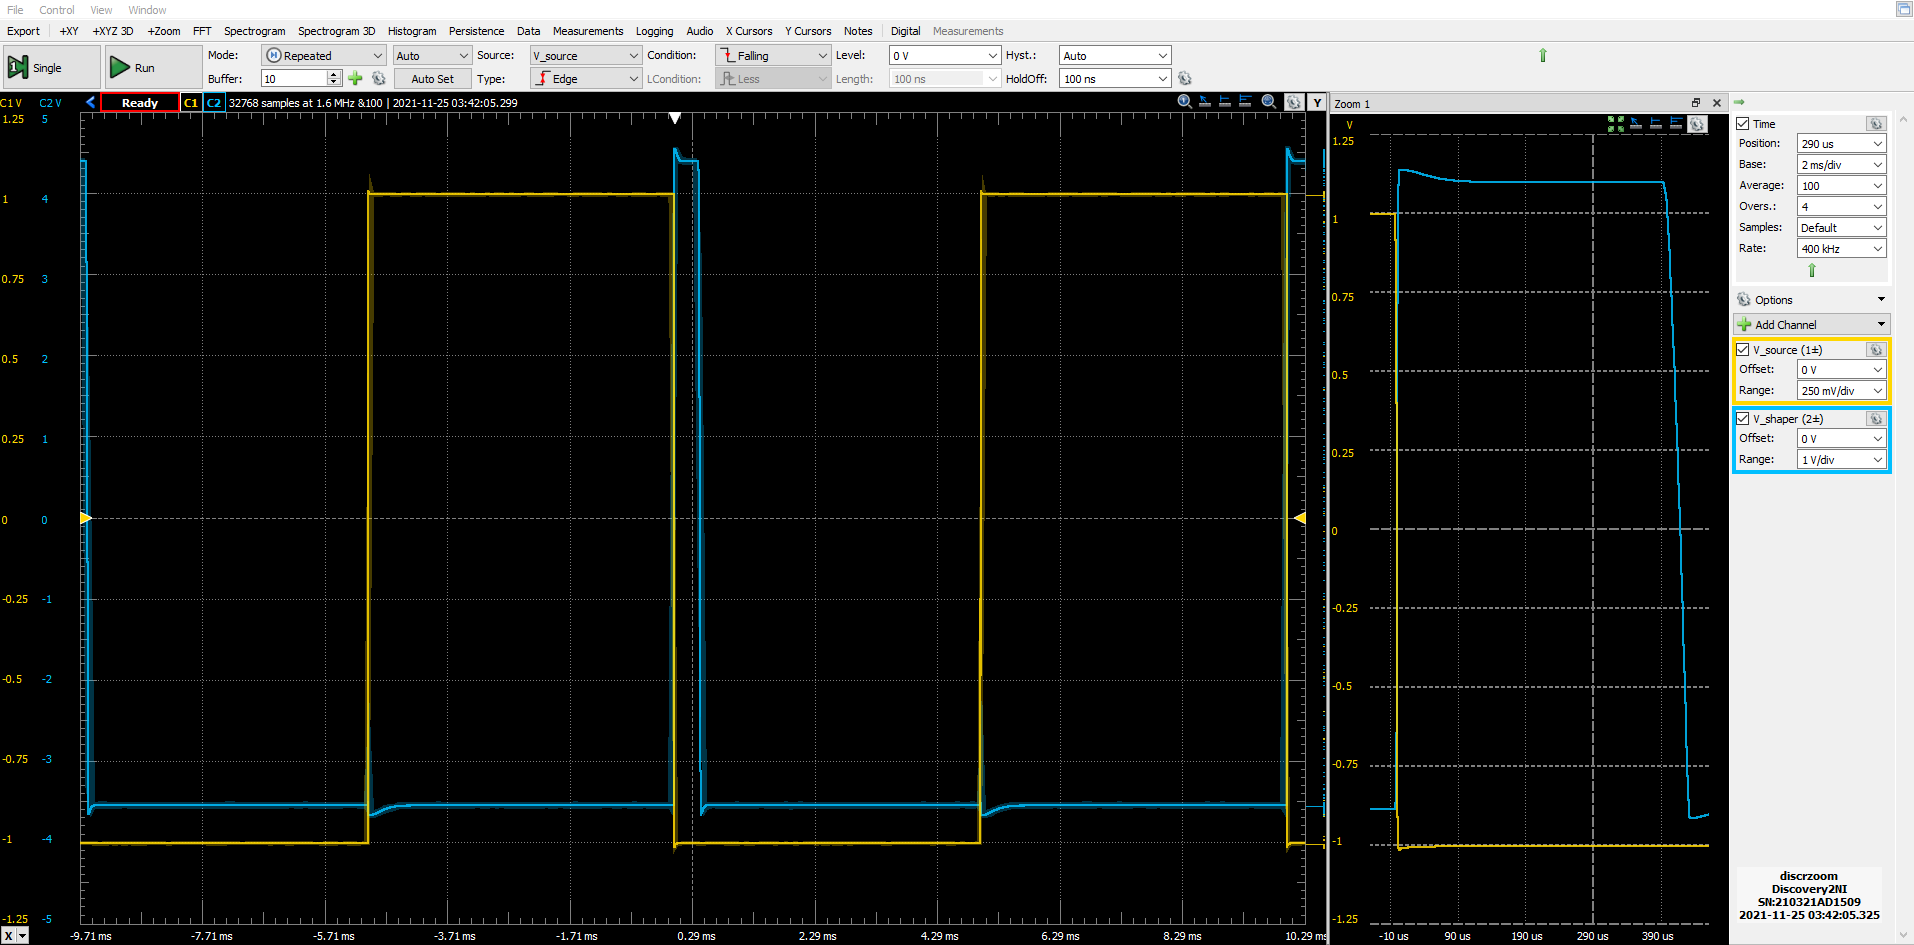 File Control View Window
Export +XY +XYZ 3D +Zoom FFT Spectrogram Spectrogram 3D Histogram Persistence Data Measurements Logging Audio X Cursors Y Cursors Notes Digital Measurements
Single Run Mode: Repeated Auto Source: V_source Condition: Falling Level: 0 V Hyst.: Auto
Buffer: 10 Auto Set Type: Edge LCondition: Less Length: 100 ns HoldOff: 100 ns
C1 V C2 V Ready C1 C2 32768 samples at 1.6 MHz &100 | 2021-11-25 03:42:05.299 Y
1.25 5
1 4
0.75 3
0.5 2
0.25 1
0 0
-0.25 -1
-0.5 -2
-0.75 -3
-1 -4
-1.25 -5
X -9.71 ms -7.71 ms -5.71 ms -3.71 ms -1.71 ms 0.29 ms 2.29 ms 4.29 ms 6.29 ms 8.29 ms 10.29 ms
Zoom 1
V
1.25
1
0.75
0.5
0.25
0
-0.25
-0.5
-0.75
-1
-1.25
-10 us 90 us 190 us 290 us 390 us
Time
Position: 290 us
Base: 2 ms/div
Average: 100
Overs.: 4
Samples: Default
Rate: 400 kHz
Options
Add Channel
V_source (1±)
Offset: 0 V
Range: 250 mV/div
V_shaper (2±)
Offset: 0 V
Range: 1 V/div
discrzoom
Discovery2NI
SN:210321AD1509
2021-11-25 03:42:05.325